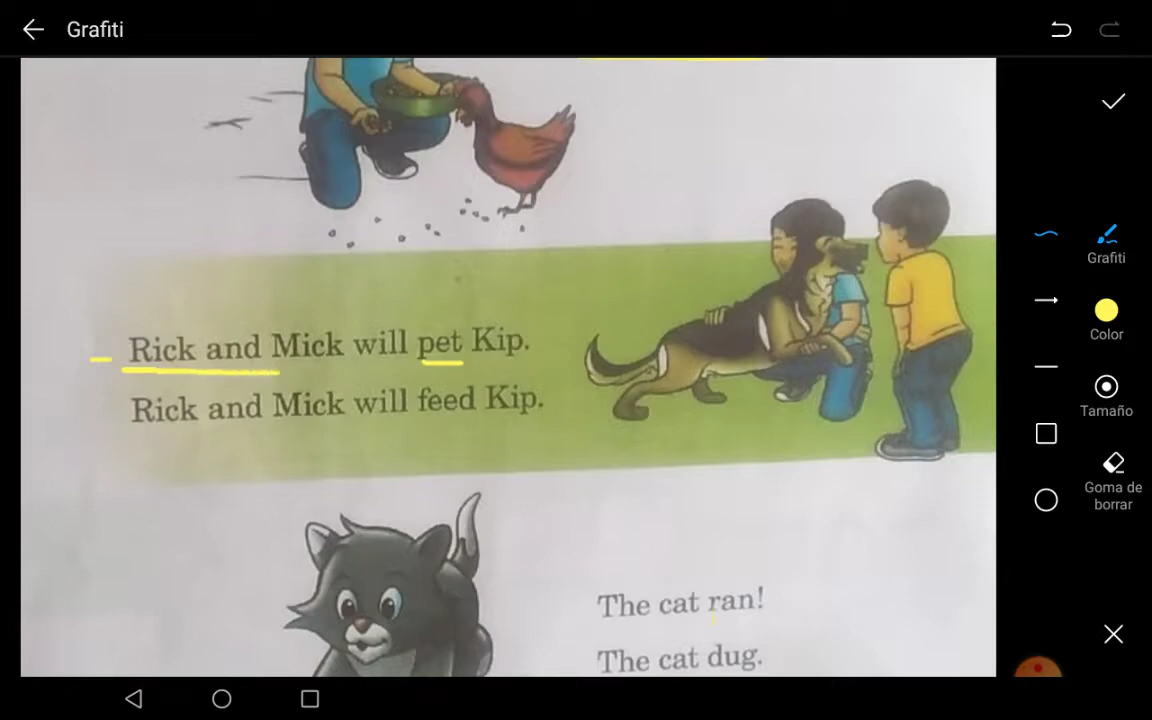 Grafiti
Rick and Mick will pet Kip.
Rick and Mick will feed Kip.
The cat ran!
The cat dug.
Grafiti
Color
Tamaño
Goma de
borrar